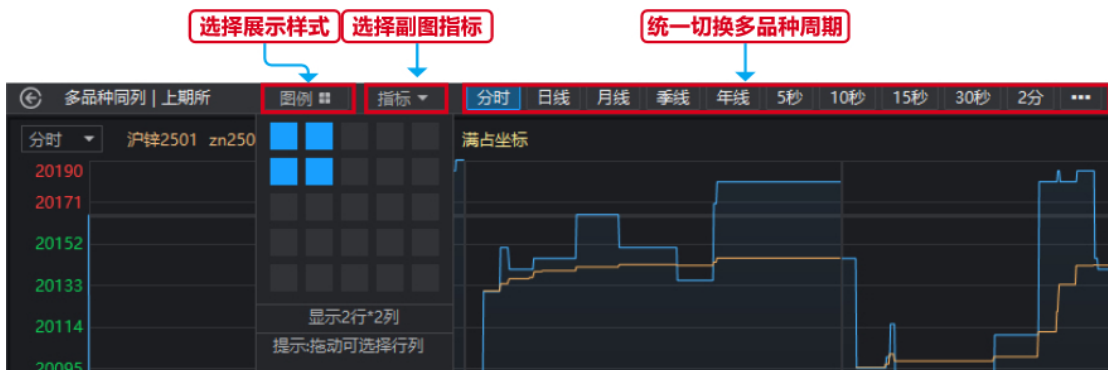 选择展示样式 选择副图指标 统一切换多品种周期
多品种同列 | 上期所 图例 指标 分时 日线 月线 季线 年线 5秒 10秒 15秒 30秒 2分 •••
分时 沪锌2501 zn250 满占坐标
20190
20171
20152
20133
20114
20095
显示2行*2列
提示:拖动可选择行列